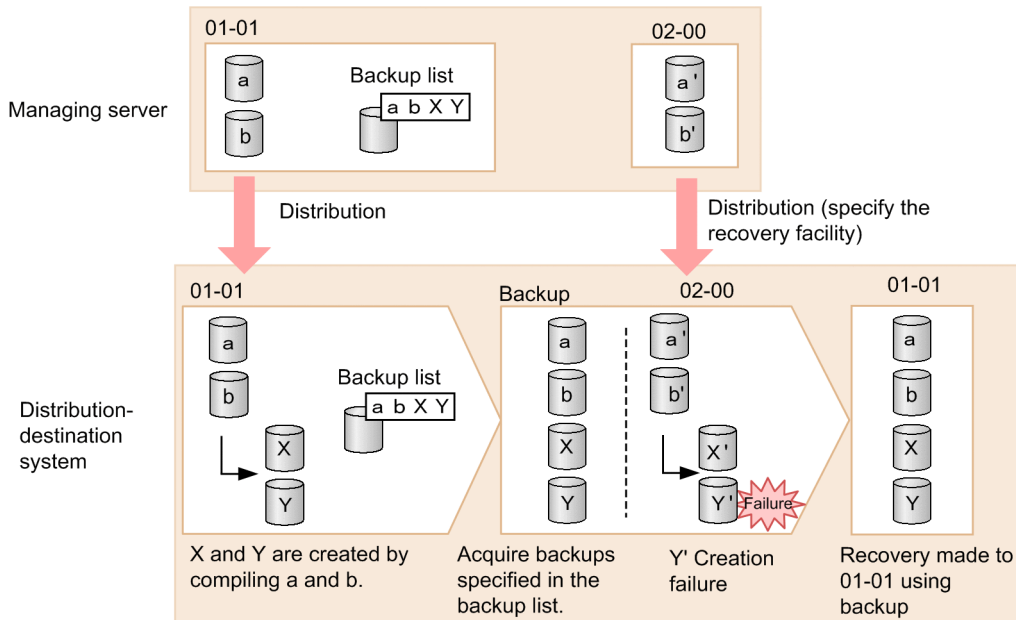 01-01
02-00
a
b
Backup list
a b X Y
a'
b'
Managing server
Distribution
Distribution (specify the
recovery facility)
01-01
Backup
02-00
01-01
a
b
Backup list
a b X Y
X
Y
a
b
X
Y
a'
b'
X'
Y'
Failure
a
b
X
Y
Distribution-
destination
system
X and Y are created by
compiling a and b.
Acquire backups
specified in the
backup list.
Y' Creation
failure
Recovery made to
01-01 using
backup